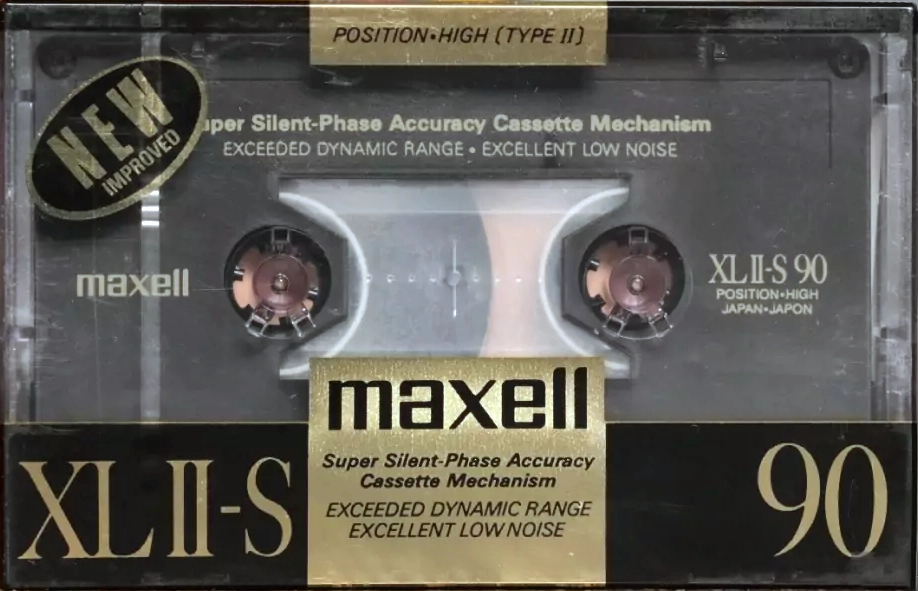 POSITION•HIGH (TYPE II)
NEW
IMPROVED
uper Silent-Phase Accuracy Cassette Mechanism
EXCEEDED DYNAMIC RANGE • EXCELLENT LOW NOISE
maxell
XL II-S 90
POSITION•HIGH
JAPAN•JAPON
maxell
Super Silent-Phase Accuracy
Cassette Mechanism
EXCEEDED DYNAMIC RANGE
EXCELLENT LOW NOISE
XL II-S
90